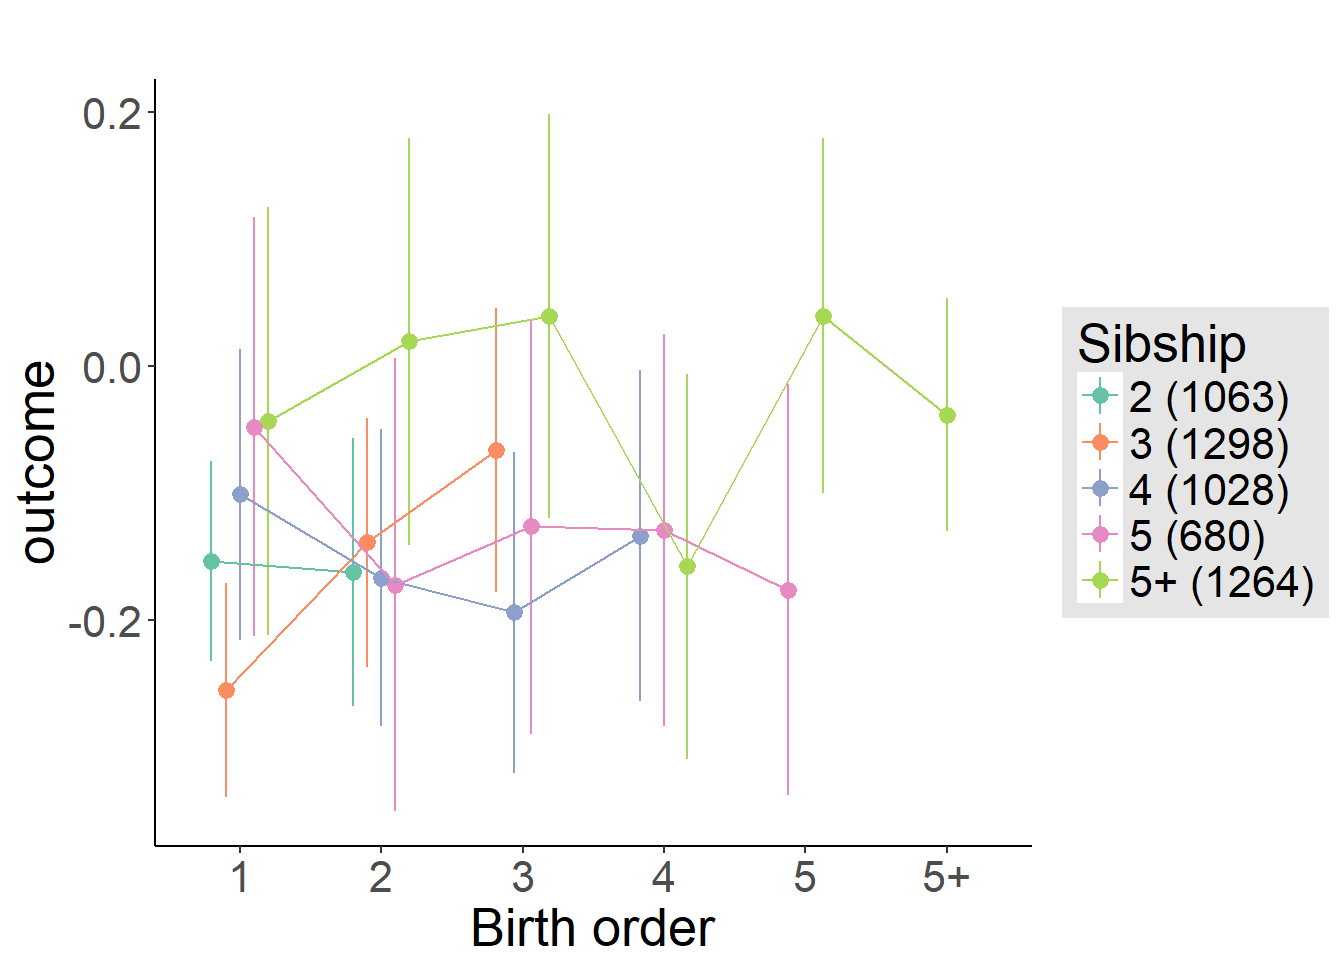 0.2
0.0
-0.2
outcome
1 2 3 4 5 5+
Birth order
Sibship
2 (1063)
3 (1298)
4 (1028)
5 (680)
5+ (1264)